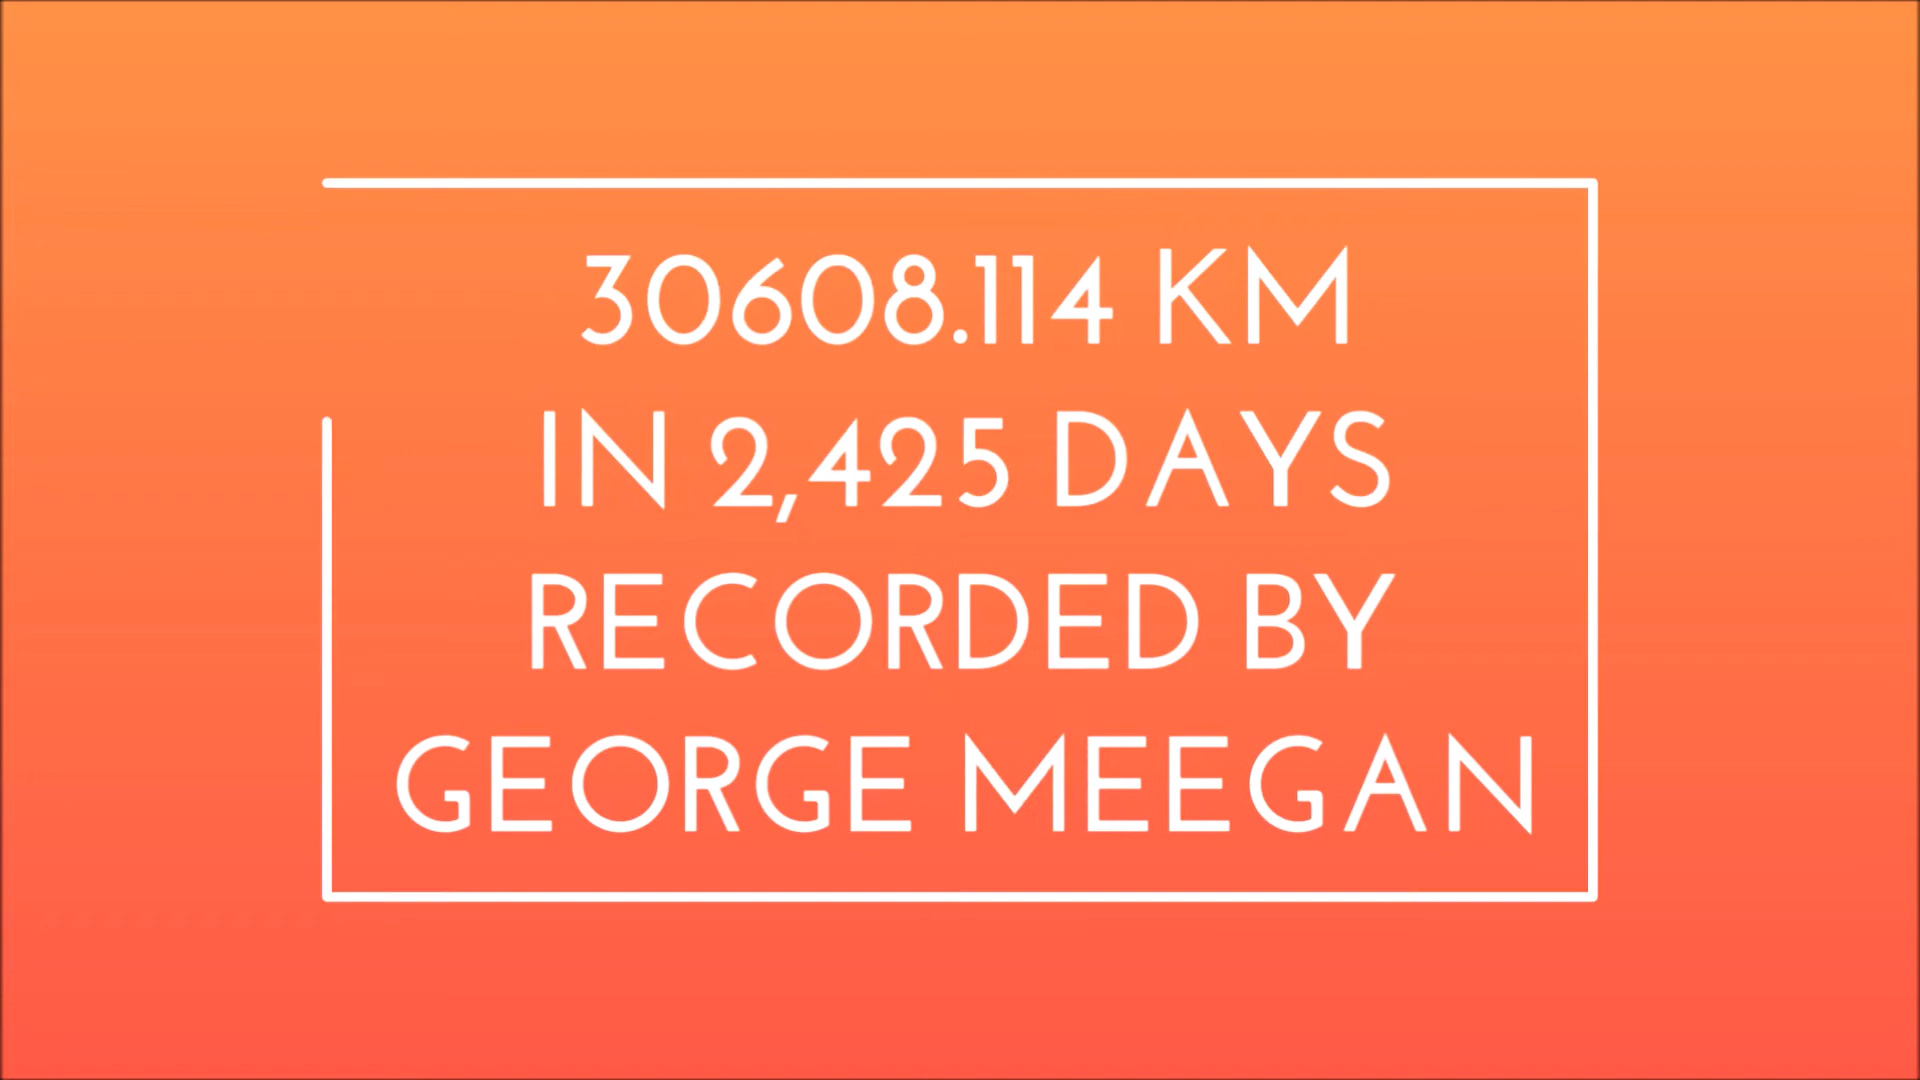 30608.114 KM
IN 2,425 DAYS
RECORDED BY
GEORGE MEEGAN